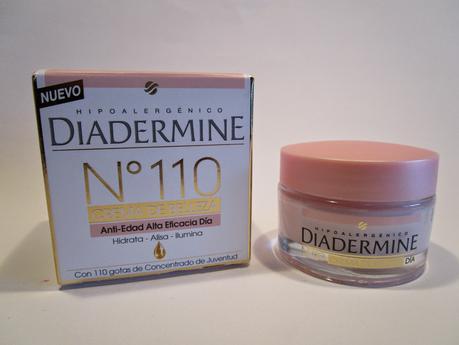 NUEVO
HIPOALERGÉNICO
DIADERMINE
Nº110
CREMA DE BELLEZA
Anti-Edad Alta Eficacia Día
Hidrata - Alisa - Ilumina
Con 110 gotas de Concentrado de Juventud
HIPOALERGÉNICO
DIADERMINE
DÍA